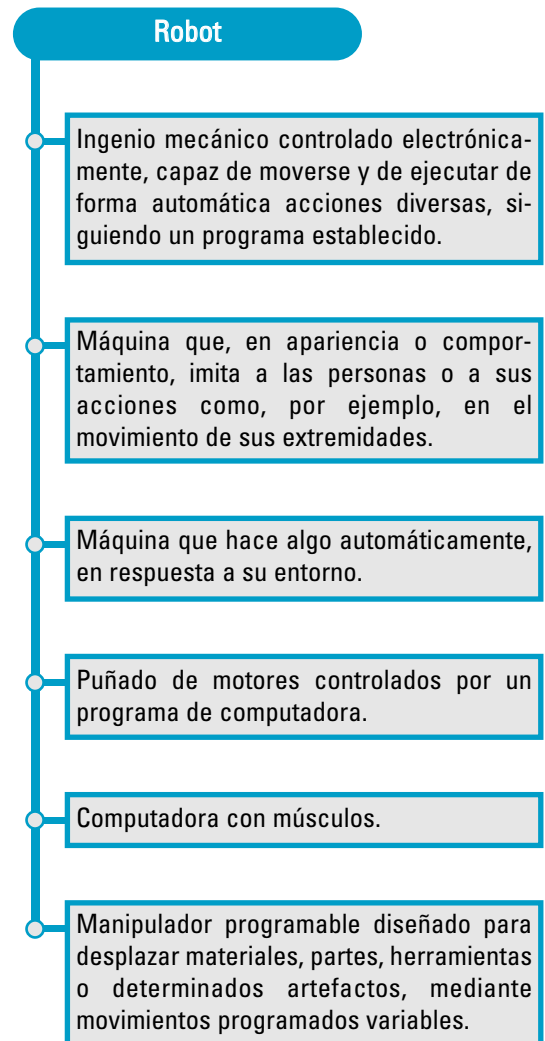 Robot
Ingenio mecánico controlado electrónica-
mente, capaz de moverse y de ejecutar de
forma automática acciones diversas, si-
guiendo un programa establecido.
Máquina que, en apariencia o compor-
tamiento, imita a las personas o a sus
acciones como, por ejemplo, en el
movimiento de sus extremidades.
Máquina que hace algo automáticamente,
en respuesta a su entorno.
Puñado de motores controlados por un
programa de computadora.
Computadora con músculos.
Manipulador programable diseñado para
desplazar materiales, partes, herramientas
o determinados artefactos, mediante
movimientos programados variables.